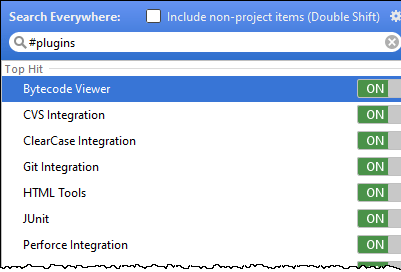 Search Everywhere: Include non-project items (Double Shift)
#plugins
Top Hit
Bytecode Viewer ON
CVS Integration ON
ClearCase Integration ON
Git Integration ON
HTML Tools ON
JUnit ON
Perforce Integration ON